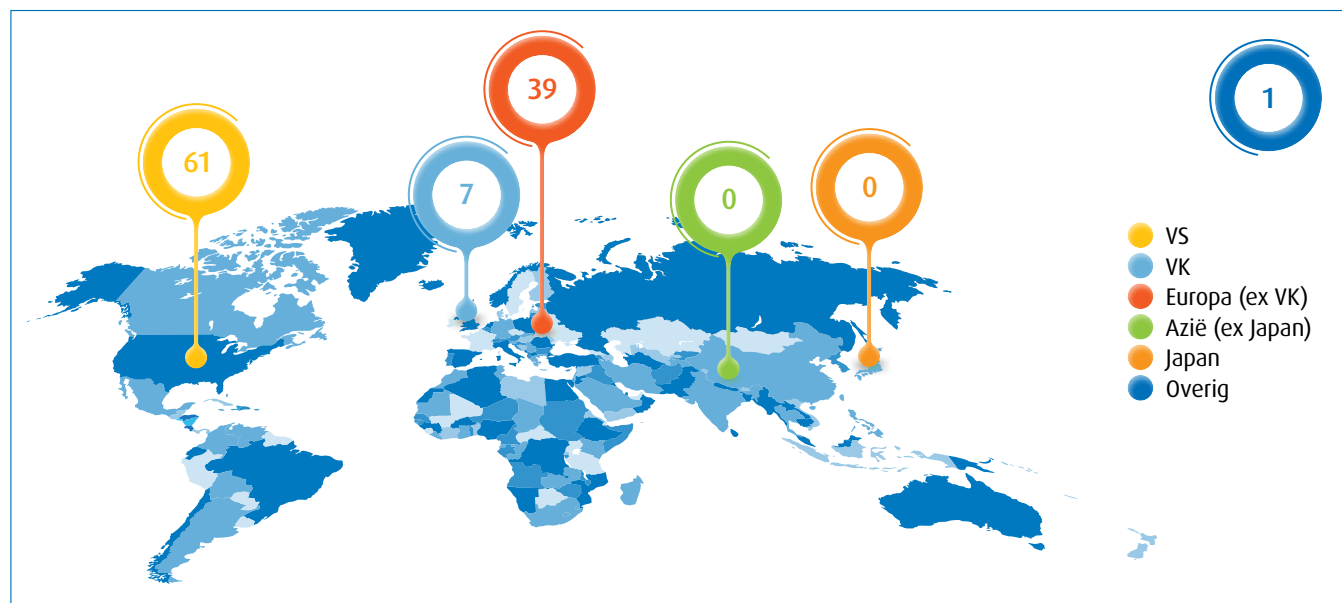 61
7
39
0
0
1
VS
VK
Europa (ex VK)
Azië (ex Japan)
Japan
Overig